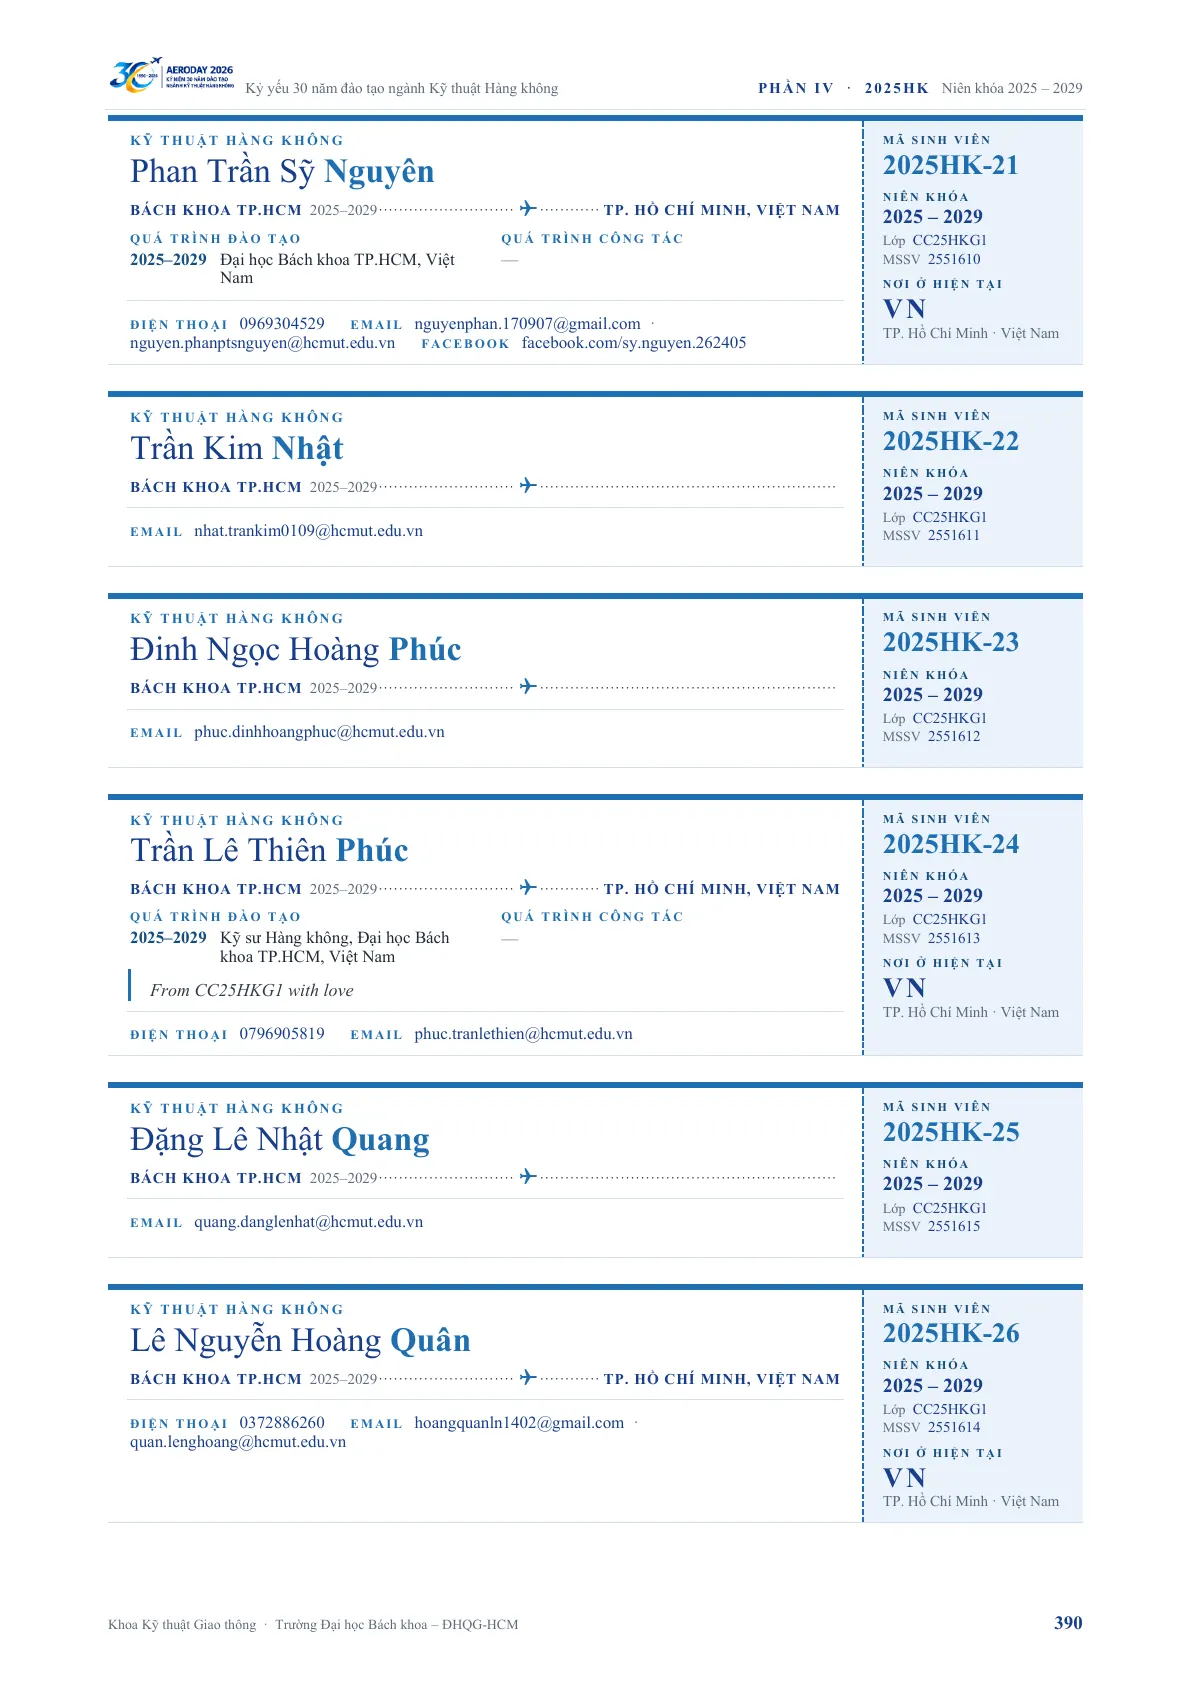 AERODAY 2026
KỶ NIỆM 30 NĂM ĐÀO TẠO
NGÀNH KỸ THUẬT HÀNG KHÔNG
Kỷ yếu 30 năm đào tạo ngành Kỹ thuật Hàng không
PHẦN IV · 2025HK Niên khóa 2025 – 2029
KỸ THUẬT HÀNG KHÔNG
Phan Trần Sỹ Nguyên
BÁCH KHOA TP.HCM 2025–2029 TP. HỒ CHÍ MINH, VIỆT NAM
QUÁ TRÌNH ĐÀO TẠO
2025–2029 Đại học Bách khoa TP.HCM, Việt
Nam
QUÁ TRÌNH CÔNG TÁC
—
ĐIỆN THOẠI 0969304529 EMAIL nguyenphan.170907@gmail.com ·
nguyen.phanptsnguyen@hcmut.edu.vn FACEBOOK facebook.com/sy.nguyen.262405
MÃ SINH VIÊN
2025HK-21
NIÊN KHÓA
2025 – 2029
Lớp CC25HKG1
MSSV 2551610
NƠI Ở HIỆN TẠI
VN
TP. Hồ Chí Minh · Việt Nam
KỸ THUẬT HÀNG KHÔNG
Trần Kim Nhật
BÁCH KHOA TP.HCM 2025–2029
EMAIL nhat.trankim0109@hcmut.edu.vn
MÃ SINH VIÊN
2025HK-22
NIÊN KHÓA
2025 – 2029
Lớp CC25HKG1
MSSV 2551611
KỸ THUẬT HÀNG KHÔNG
Đinh Ngọc Hoàng Phúc
BÁCH KHOA TP.HCM 2025–2029
EMAIL phuc.dinhhoangphuc@hcmut.edu.vn
MÃ SINH VIÊN
2025HK-23
NIÊN KHÓA
2025 – 2029
Lớp CC25HKG1
MSSV 2551612
KỸ THUẬT HÀNG KHÔNG
Trần Lê Thiên Phúc
BÁCH KHOA TP.HCM 2025–2029 TP. HỒ CHÍ MINH, VIỆT NAM
QUÁ TRÌNH ĐÀO TẠO
2025–2029 Kỹ sư Hàng không, Đại học Bách
khoa TP.HCM, Việt Nam
QUÁ TRÌNH CÔNG TÁC
—
From CC25HKG1 with love
ĐIỆN THOẠI 0796905819 EMAIL phuc.tranlethien@hcmut.edu.vn
MÃ SINH VIÊN
2025HK-24
NIÊN KHÓA
2025 – 2029
Lớp CC25HKG1
MSSV 2551613
NƠI Ở HIỆN TẠI
VN
TP. Hồ Chí Minh · Việt Nam
KỸ THUẬT HÀNG KHÔNG
Đặng Lê Nhật Quang
BÁCH KHOA TP.HCM 2025–2029
EMAIL quang.danglenhat@hcmut.edu.vn
MÃ SINH VIÊN
2025HK-25
NIÊN KHÓA
2025 – 2029
Lớp CC25HKG1
MSSV 2551615
KỸ THUẬT HÀNG KHÔNG
Lê Nguyễn Hoàng Quân
BÁCH KHOA TP.HCM 2025–2029 TP. HỒ CHÍ MINH, VIỆT NAM
ĐIỆN THOẠI 0372886260 EMAIL hoangquanln1402@gmail.com ·
quan.lenghoang@hcmut.edu.vn
MÃ SINH VIÊN
2025HK-26
NIÊN KHÓA
2025 – 2029
Lớp CC25HKG1
MSSV 2551614
NƠI Ở HIỆN TẠI
VN
TP. Hồ Chí Minh · Việt Nam
Khoa Kỹ thuật Giao thông · Trường Đại học Bách khoa – ĐHQG-HCM
390